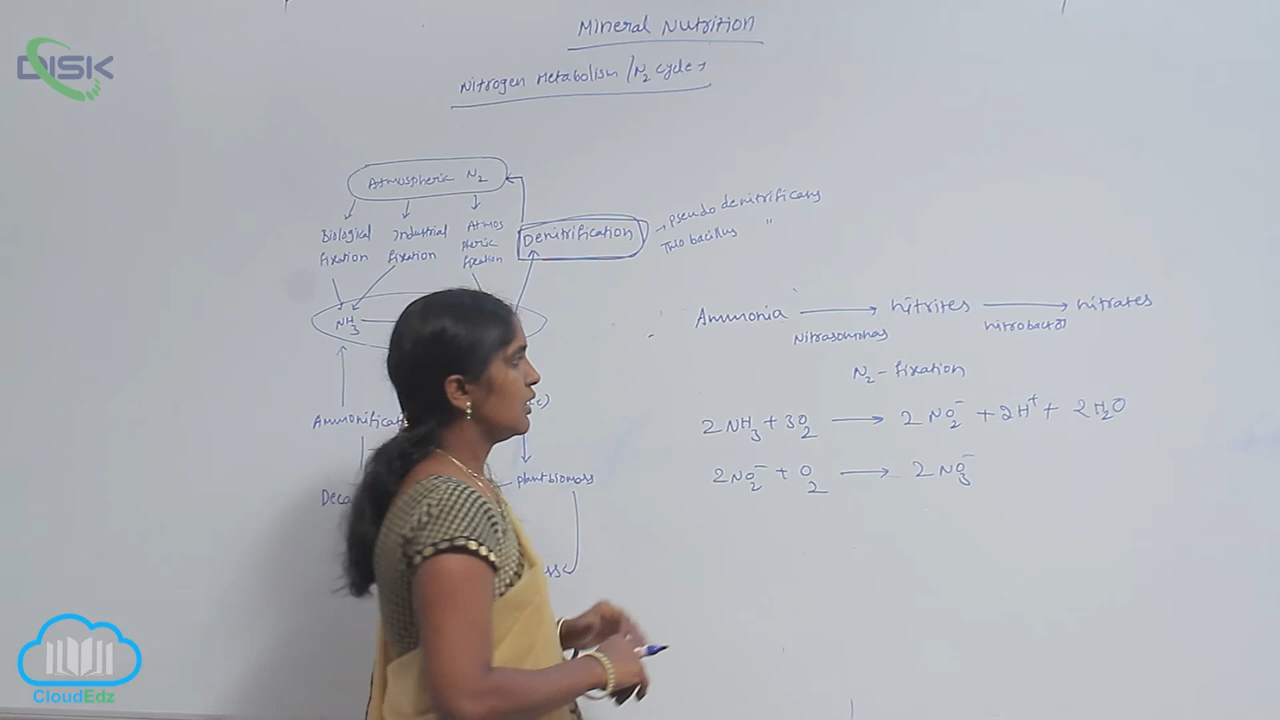 DISK
Mineral Nutrition
Nitrogen Metabolism / N₂ cycle →
Atmospheric N₂
Biological fixation
Industrial fixation
Atmos pheric fixation
Denitrification
→ pseudo denitrificans
Thio bacillus "
NH₃
Ammonia → nitrites → nitrates
Nitrasomonas nitrobacter
N₂ - fixation
2NH₃ + 3O₂ → 2NO₂⁻ + 2H⁺ + 2H₂O
2NO₂⁻ + O₂ → 2NO₃⁻
plant biomass
CloudEdz